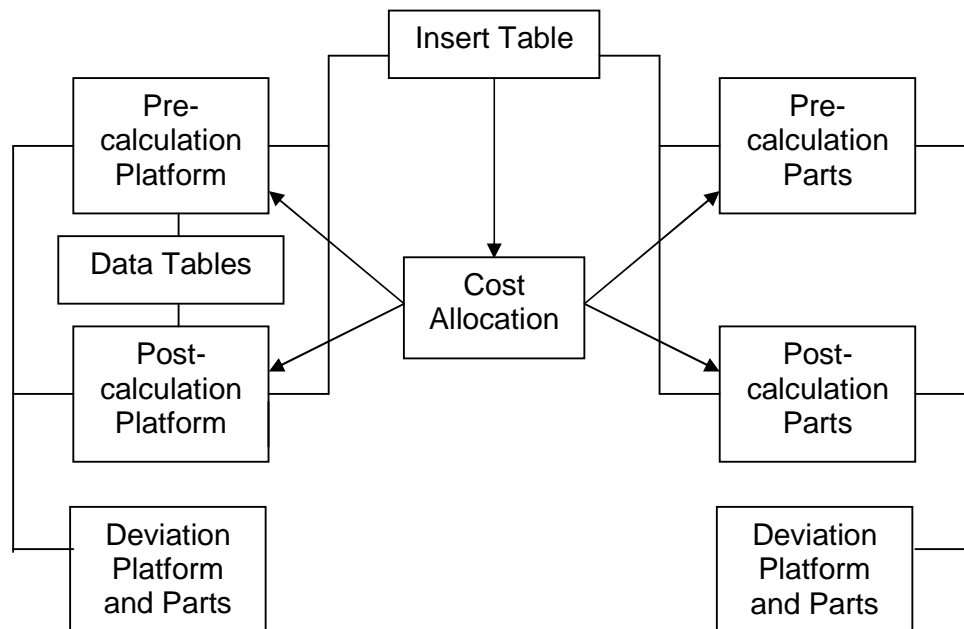 Insert Table
Pre-
calculation
Platform
Pre-
calculation
Parts
Data Tables
Cost
Allocation
Post-
calculation
Platform
Post-
calculation
Parts
Deviation
Platform
and Parts
Deviation
Platform
and Parts